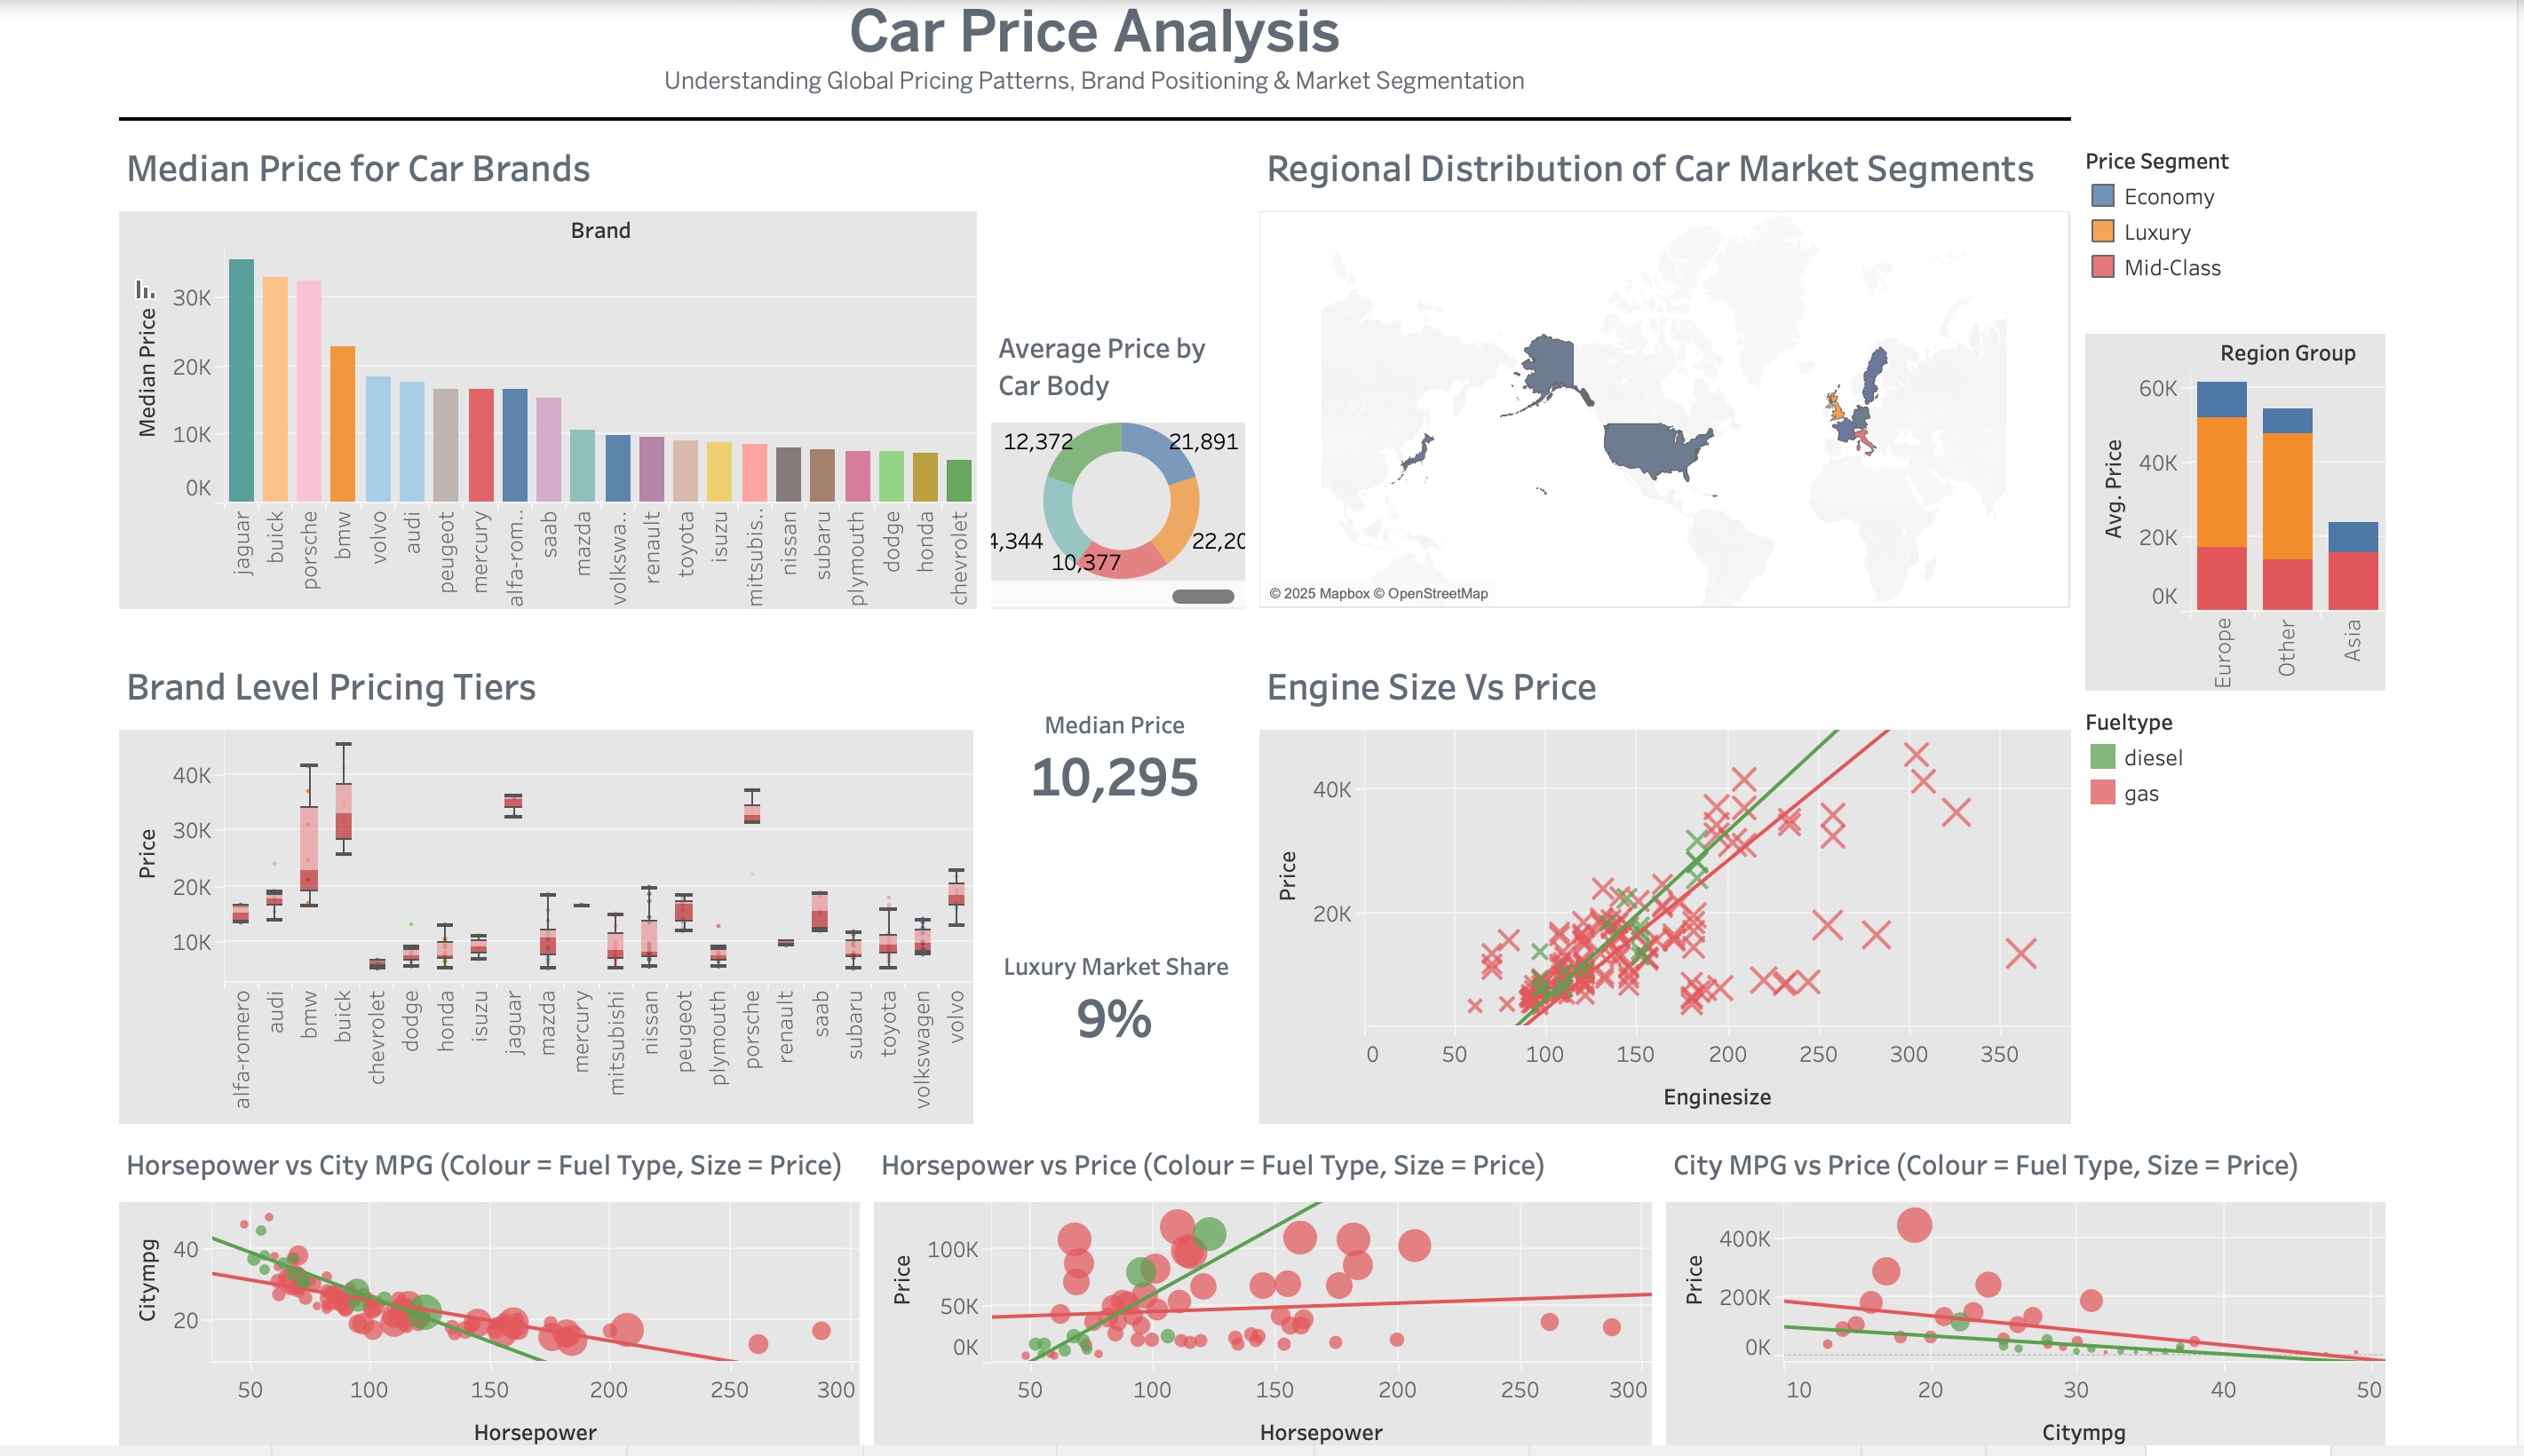 Car Price Analysis
Understanding Global Pricing Patterns, Brand Positioning & Market Segmentation
Median Price for Car Brands
Brand
Median Price
30K
20K
10K
0K
jaguar
buick
porsche
bmw
volvo
audi
peugeot
mercury
alfa-rom..
saab
mazda
volkswa..
renault
toyota
isuzu
mitsubis..
nissan
subaru
plymouth
dodge
honda
chevrolet
Average Price by
Car Body
12,372
21,891
4,344
22,20
10,377
Regional Distribution of Car Market Segments
© 2025 Mapbox © OpenStreetMap
Price Segment
Economy
Luxury
Mid-Class
Region Group
Avg. Price
60K
40K
20K
0K
Europe
Other
Asia
Brand Level Pricing Tiers
Price
40K
30K
20K
10K
alfa-romero
audi
bmw
buick
chevrolet
dodge
honda
isuzu
jaguar
mazda
mercury
mitsubishi
nissan
peugeot
plymouth
porsche
renault
saab
subaru
toyota
volkswagen
volvo
Median Price
10,295
Luxury Market Share
9%
Engine Size Vs Price
Price
40K
20K
0 50 100 150 200 250 300 350
Enginesize
Fueltype
diesel
gas
Horsepower vs City MPG (Colour = Fuel Type, Size = Price)
Citympg
40
20
50 100 150 200 250 300
Horsepower
Horsepower vs Price (Colour = Fuel Type, Size = Price)
Price
100K
50K
0K
50 100 150 200 250 300
Horsepower
City MPG vs Price (Colour = Fuel Type, Size = Price)
Price
400K
200K
0K
10 20 30 40 50
Citympg